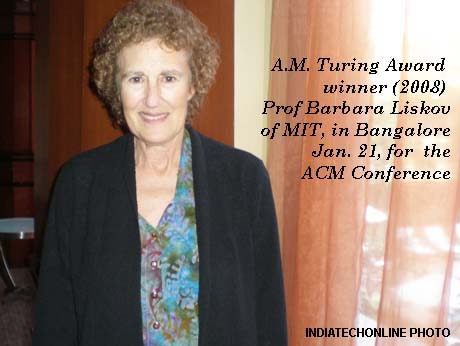 A.M. Turing Award
winner (2008)
Prof Barbara Liskov
of MIT, in Bangalore
Jan. 21, for the
ACM Conference
INDIATECHONLINE PHOTO